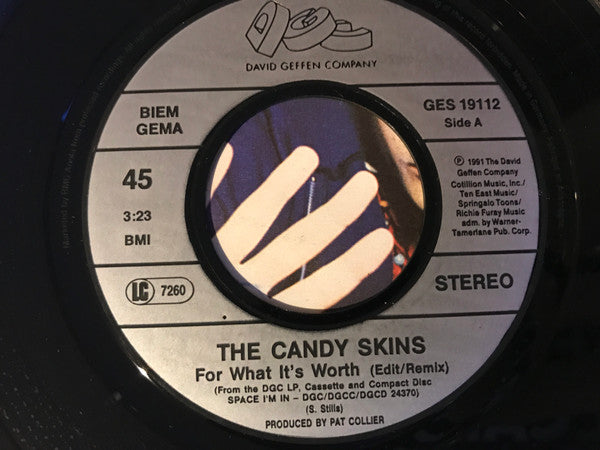 DAVID GEFFEN COMPANY
BIEM
GEMA
GES 19112
Side A
45
3:23
BMI
℗ 1991 The David
Geffen Company
Cotillion Music, Inc./
Ten East Music/
Springalo Toons/
Richie Furay Music
adm. by Warner-
Tamerlane Pub. Corp.
LC 7260
STEREO
THE CANDY SKINS
For What It's Worth (Edit/Remix)
(From the DGC LP, Cassette and Compact Disc
SPACE I'M IN – DGC/DGCC/DGCD 24370)
(S. Stills)
PRODUCED BY PAT COLLIER